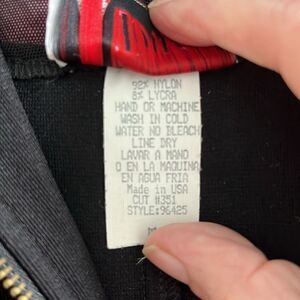 92% NYLON
8% LYCRA
HAND OR MACHINE
WASH IN COLD
WATER NO BLEACH
LINE DRY
LAVAR A MANO
O EN LA MAQUINA
EN AGUA FRIA
Made in USA
CUT #351
STYLE:96425
M